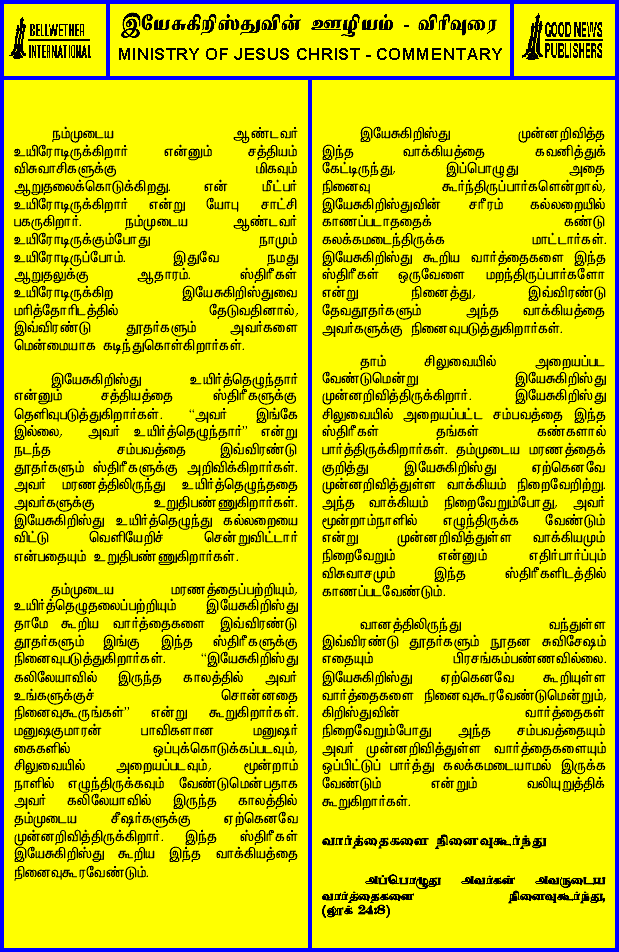 BELLWETHER
INTERNATIONAL
இயேசுகிறிஸ்துவின் ஊழியம் - விரிவுரை
MINISTRY OF JESUS CHRIST - COMMENTARY
GOOD NEWS
PUBLISHERS
நம்முடைய ஆண்டவர்
உயிரோடிருக்கிறார் என்னும் சத்தியம்
விசுவாசிகளுக்கு மிகவும்
ஆறுதலைக்கொடுக்கிறது. என் மீட்பர்
உயிரோடிருக்கிறார் என்று யோபு சாட்சி
பகருகிறார். நம்முடைய ஆண்டவர்
உயிரோடிருக்கும்போது நாமும்
உயிரோடிருப்போம். இதுவே நமது
ஆறுதலுக்கு ஆதாரம். ஸ்திரீகள்
உயிரோடிருக்கிற இயேசுகிறிஸ்துவை
மரித்தோரிடத்தில் தேடுவதினால்,
இவ்விரண்டு தூதர்களும் அவர்களை
மென்மையாக கடிந்துகொள்கிறார்கள்.
இயேசுகிறிஸ்து உயிர்த்தெழுந்தார்
என்னும் சத்தியத்தை ஸ்திரீகளுக்கு
தெளிவுபடுத்துகிறார்கள். “அவர் இங்கே
இல்லை, அவர் உயிர்த்தெழுந்தார்” என்று
நடந்த சம்பவத்தை இவ்விரண்டு
தூதர்களும் ஸ்திரீகளுக்கு அறிவிக்கிறார்கள்.
அவர் மரணத்திலிருந்து உயிர்த்தெழுந்ததை
அவர்களுக்கு உறுதிபண்ணுகிறார்கள்.
இயேசுகிறிஸ்து உயிர்த்தெழுந்து கல்லறையை
விட்டு வெளியேறிச் சென்றுவிட்டார்
என்பதையும் உறுதிபண்ணுகிறார்கள்.
தம்முடைய மரணத்தைப்பற்றியும்,
உயிர்த்தெழுதலைப்பற்றியும் இயேசுகிறிஸ்து
தாமே கூறிய வார்த்தைகளை இவ்விரண்டு
தூதர்களும் இங்கு இந்த ஸ்திரீகளுக்கு
நினைவுபடுத்துகிறார்கள். “இயேசுகிறிஸ்து
கலிலேயாவில் இருந்த காலத்தில் அவர்
உங்களுக்குச் சொன்னதை
நினைவுகூருங்கள்” என்று கூறுகிறார்கள்.
மனுஷகுமாரன் பாவிகளான மனுஷர்
கைகளில் ஒப்புக்கொடுக்கப்படவும்,
சிலுவையில் அறையப்படவும், மூன்றாம்
நாளில் எழுந்திருக்கவும் வேண்டுமென்பதாக
அவர் கலிலேயாவில் இருந்த காலத்தில்
தம்முடைய சீஷர்களுக்கு ஏற்கெனவே
முன்னறிவித்திருக்கிறார். இந்த ஸ்திரீகள்
இயேசுகிறிஸ்து கூறிய இந்த வாக்கியத்தை
நினைவுகூரவேண்டும்.
இயேசுகிறிஸ்து முன்னறிவித்த
இந்த வாக்கியத்தை கவனித்துக்
கேட்டிருந்து, இப்பொழுது அதை
நினைவு கூர்ந்திருப்பார்களென்றால்,
இயேசுகிறிஸ்துவின் சரீரம் கல்லறையில்
காணப்படாததைக் கண்டு
கலக்கமடைந்திருக்க மாட்டார்கள்.
இயேசுகிறிஸ்து கூறிய வார்த்தைகளை இந்த
ஸ்திரீகள் ஒருவேளை மறந்திருப்பார்களோ
என்று நினைத்து, இவ்விரண்டு
தேவதூதர்களும் அந்த வாக்கியத்தை
அவர்களுக்கு நினைவுபடுத்துகிறார்கள்.
தாம் சிலுவையில் அறையப்பட
வேண்டுமென்று இயேசுகிறிஸ்து
முன்னறிவித்திருக்கிறார். இயேசுகிறிஸ்து
சிலுவையில் அறையப்பட்ட சம்பவத்தை இந்த
ஸ்திரீகள் தங்கள் கண்களால்
பார்த்திருக்கிறார்கள். தம்முடைய மரணத்தைக்
குறித்து இயேசுகிறிஸ்து ஏற்கெனவே
முன்னறிவித்துள்ள வாக்கியம் நிறைவேறிற்று.
அந்த வாக்கியம் நிறைவேறும்போது, அவர்
மூன்றாம்நாளில் எழுந்திருக்க வேண்டும்
என்று முன்னறிவித்துள்ள வாக்கியமும்
நிறைவேறும் என்னும் எதிர்பார்ப்பும்
விசுவாசமும் இந்த ஸ்திரீகளிடத்தில்
காணப்படவேண்டும்.
வானத்திலிருந்து வந்துள்ள
இவ்விரண்டு தூதர்களும் நூதன சுவிசேஷம்
எதையும் பிரசங்கம்பண்ணவில்லை.
இயேசுகிறிஸ்து ஏற்கெனவே கூறியுள்ள
வார்த்தைகளை நினைவுகூரவேண்டுமென்றும்,
கிறிஸ்துவின் வார்த்தைகள்
நிறைவேறும்போது அந்த சம்பவத்தையும்
அவர் முன்னறிவித்துள்ள வார்த்தைகளையும்
ஒப்பிட்டுப் பார்த்து கலக்கமடையாமல் இருக்க
வேண்டும் என்றும் வலியுறுத்திக்
கூறுகிறார்கள்.
வார்த்தைகளை நினைவுகூர்ந்து
அப்பொழுது அவர்கள் அவருடைய
வார்த்தைகளை நினைவுகூர்ந்து,
(லூக் 24:8)